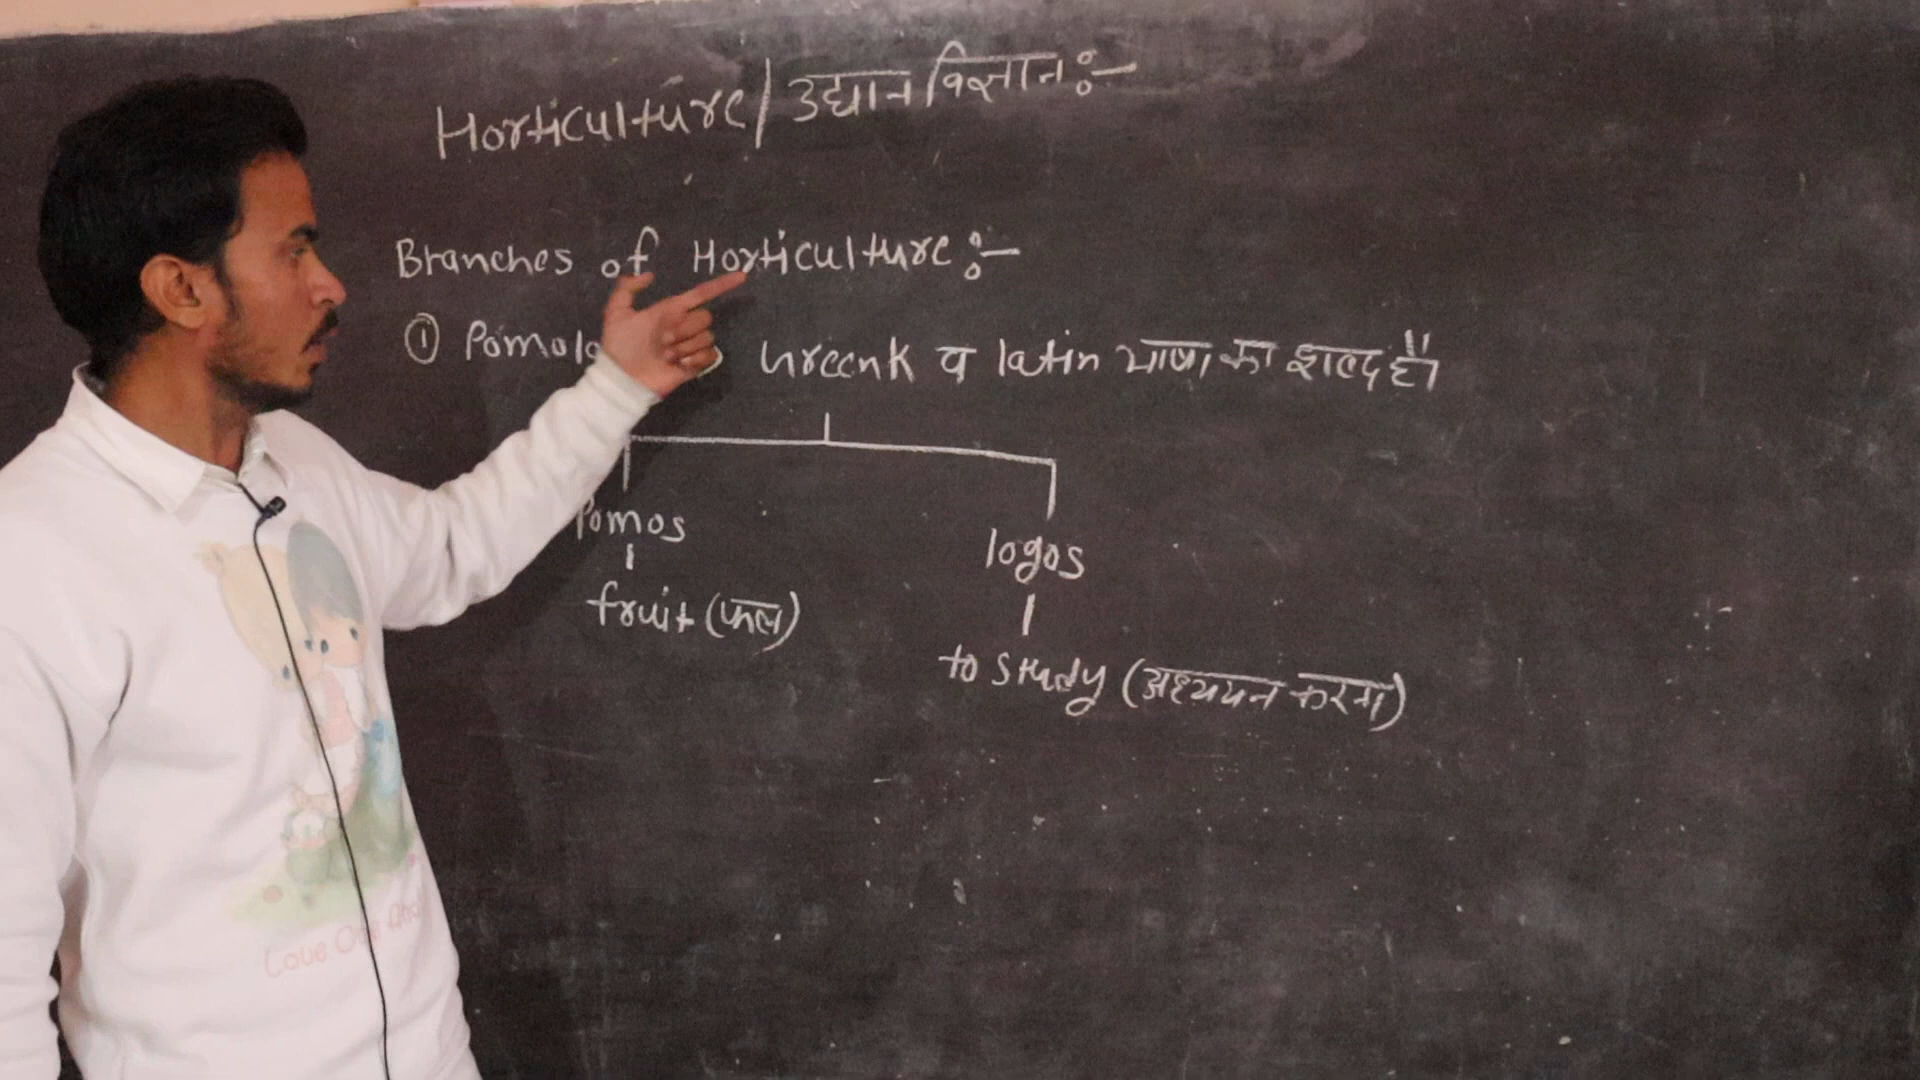 Horticulture/उद्यान विज्ञान :-
Branches of Horticulture :-
① Pomolo
Greenk व latin भाषा का शब्द है।
Pomos
logos
fruit (फल)
to study (अध्ययन करना)
Love